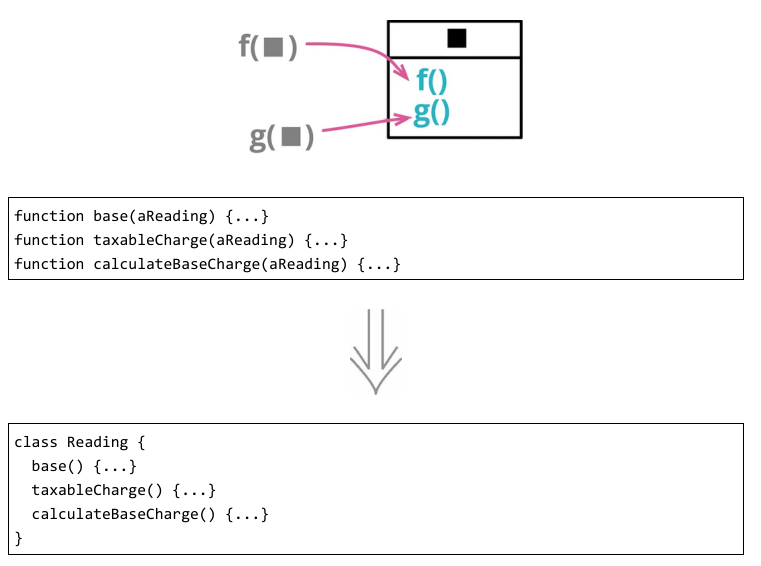 f(■)
f()
g()
g(■)
function base(aReading) {...}
function taxableCharge(aReading) {...}
function calculateBaseCharge(aReading) {...}
class Reading {
  base() {...}
  taxableCharge() {...}
  calculateBaseCharge() {...}
}